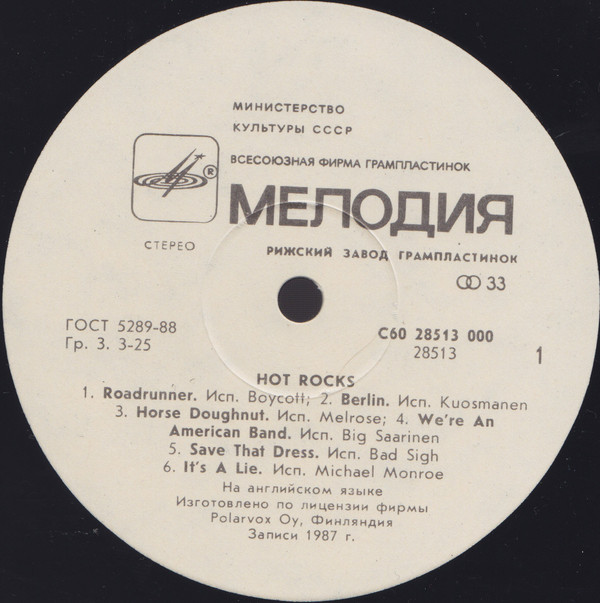 МИНИСТЕРСТВО
КУЛЬТУРЫ СССР
ВСЕСОЮЗНАЯ ФИРМА ГРАМПЛАСТИНОК
®
МЕЛОДИЯ
СТЕРЕО
РИЖСКИЙ ЗАВОД ГРАМПЛАСТИНОК
33
ГОСТ 5289-88
Гр. 3. 3-25
С60 28513 000
28513
1
HOT ROCKS
1. Roadrunner. Исп. Boycott; 2. Berlin. Исп. Kuosmanen
3. Horse Doughnut. Исп. Melrose; 4. We're An
American Band. Исп. Big Saarinen
5. Save That Dress. Исп. Bad Sigh
6. It's A Lie. Исп. Michael Monroe
На английском языке
Изготовлено по лицензии фирмы
Polarvox Oy, Финляндия
Записи 1987 г.